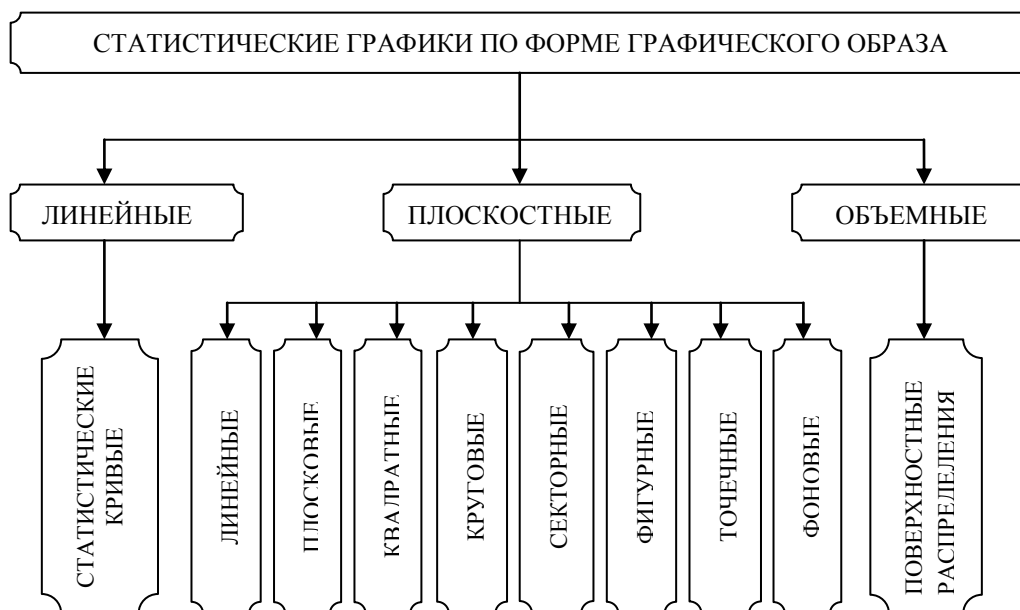 СТАТИСТИЧЕСКИЕ ГРАФИКИ ПО ФОРМЕ ГРАФИЧЕСКОГО ОБРАЗА
ЛИНЕЙНЫЕ
ПЛОСКОСТНЫЕ
ОБЪЕМНЫЕ
СТАТИСТИЧЕСКИЕ
КРИВЫЕ
ЛИНЕЙНЫЕ
ПЛОСКОВЫЕ
КВАДРАТНЫЕ
КРУГОВЫЕ
СЕКТОРНЫЕ
ФИГУРНЫЕ
ТОЧЕЧНЫЕ
ФОНОВЫЕ
ПОВЕРХНОСТНЫЕ
РАСПРЕДЕЛЕНИЯ